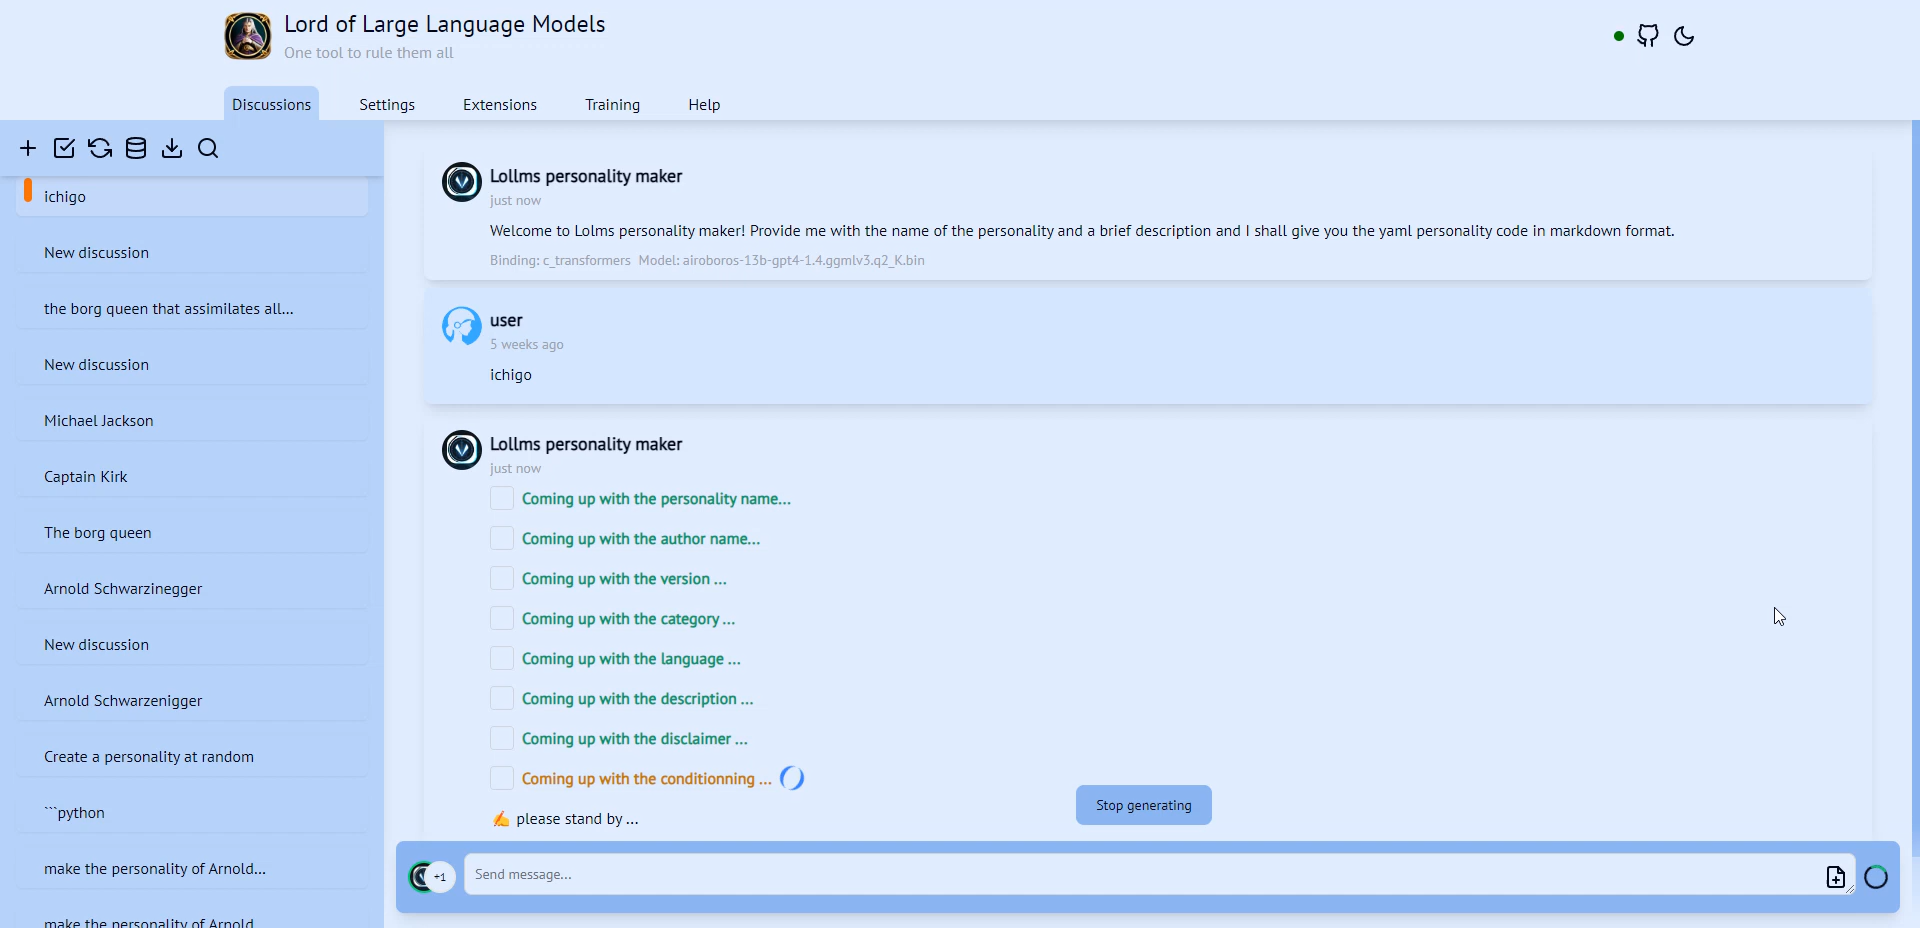 Lord of Large Language Models
One tool to rule them all
Discussions
Settings
Extensions
Training
Help
ichigo
New discussion
the borg queen that assimilates all...
New discussion
Michael Jackson
Captain Kirk
The borg queen
Arnold Schwarzinegger
New discussion
Arnold Schwarzenigger
Create a personality at random
```python
make the personality of Arnold...
make the personality of Arnold
Lollms personality maker
just now
Welcome to Lolms personality maker! Provide me with the name of the personality and a brief description and I shall give you the yaml personality code in markdown format.
Binding: c_transformers Model: airoboros-13b-gpt4-1.4.ggmlv3.q2_K.bin
user
5 weeks ago
ichigo
Lollms personality maker
just now
Coming up with the personality name...
Coming up with the author name...
Coming up with the version ...
Coming up with the category ...
Coming up with the language ...
Coming up with the description ...
Coming up with the disclaimer ...
Coming up with the conditionning ...
✍ please stand by ...
Stop generating
+1
Send message...